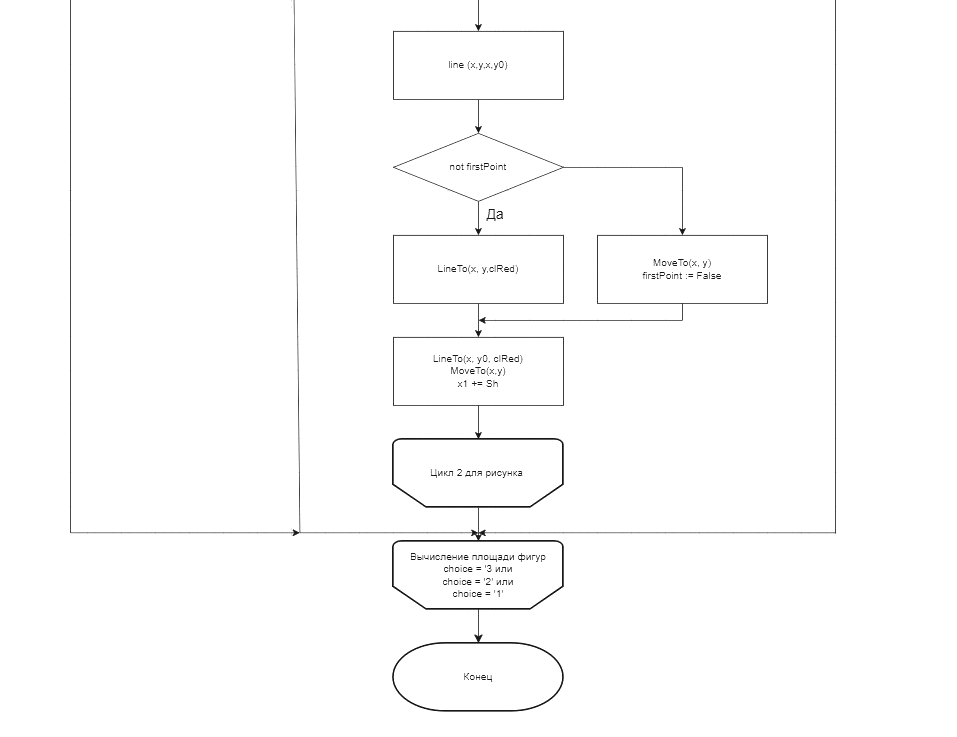 line (x,y,x,y0)
not firstPoint
Да
LineTo(x, y,clRed)
MoveTo(x, y)
firstPoint := False
LineTo(x, y0, clRed)
MoveTo(x,y)
x1 += Sh
Цикл 2 для рисунка
Вычисление площади фигур
choice = '3 или
choice = '2' или
choice = '1'
Конец